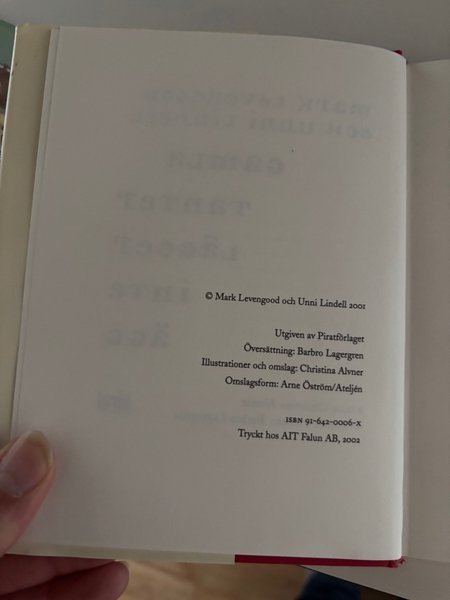 © Mark Levengood och Unni Lindell 2001
Utgiven av Piratförlaget
Översättning: Barbro Lagergren
Illustrationer och omslag: Christina Alvner
Omslagsform: Arne Öström/Ateljén
ISBN 91-642-0006-X
Tryckt hos AIT Falun AB, 2002